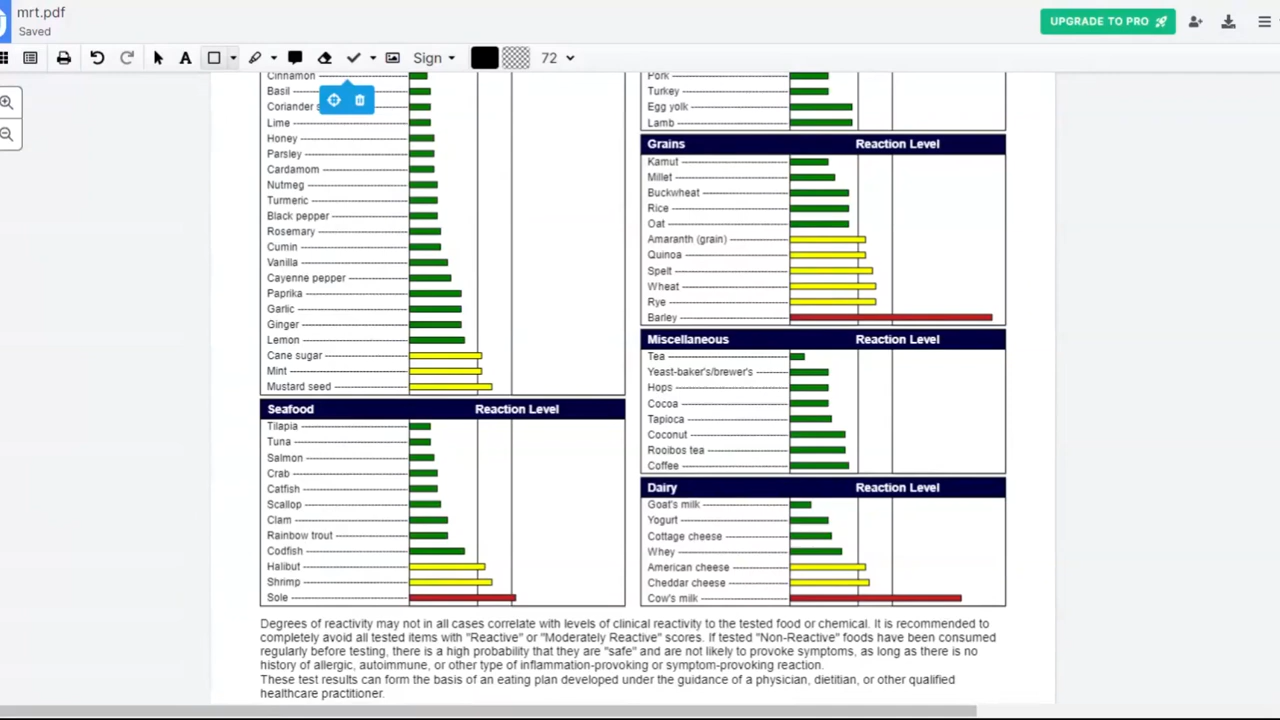 mrt.pdf
Saved
UPGRADE TO PRO
Sign
72
Cinnamon
Basil
Coriander
Lime
Honey
Parsley
Cardamom
Nutmeg
Turmeric
Black pepper
Rosemary
Cumin
Vanilla
Cayenne pepper
Paprika
Garlic
Ginger
Lemon
Cane sugar
Mint
Mustard seed
Seafood Reaction Level
Tilapia
Tuna
Salmon
Crab
Catfish
Scallop
Clam
Rainbow trout
Codfish
Halibut
Shrimp
Sole
Pork
Turkey
Egg yolk
Lamb
Grains Reaction Level
Kamut
Millet
Buckwheat
Rice
Oat
Amaranth (grain)
Quinoa
Spelt
Wheat
Rye
Barley
Miscellaneous Reaction Level
Tea
Yeast-baker's/brewer's
Hops
Cocoa
Tapioca
Coconut
Rooibos tea
Coffee
Dairy Reaction Level
Goat's milk
Yogurt
Cottage cheese
Whey
American cheese
Cheddar cheese
Cow's milk
Degrees of reactivity may not in all cases correlate with levels of clinical reactivity to the tested food or chemical. It is recommended to
completely avoid all tested items with "Reactive" or "Moderately Reactive" scores. If tested "Non-Reactive" foods have been consumed
regularly before testing, there is a high probability that they are "safe" and are not likely to provoke symptoms, as long as there is no
history of allergic, autoimmune, or other type of inflammation-provoking or symptom-provoking reaction.
These test results can form the basis of an eating plan developed under the guidance of a physician, dietitian, or other qualified
healthcare practitioner.